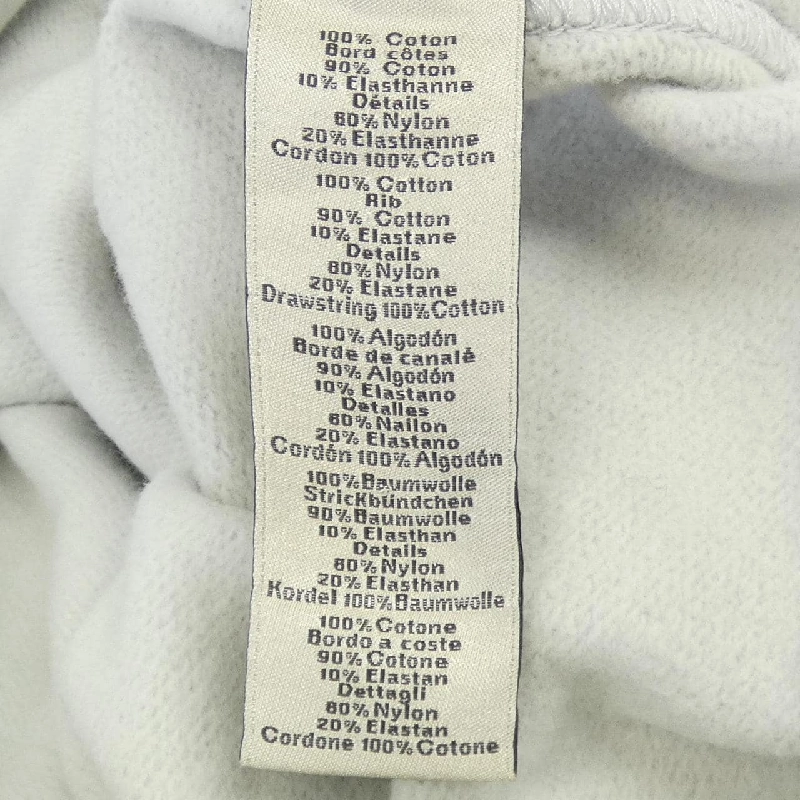 100% Coton
Bord côtes
90% Coton
10% Elasthanne
Détails
80% Nylon
20% Elasthanne
Cordon 100% Coton
100% Cotton
Rib
90% Cotton
10% Elastane
Details
80% Nylon
20% Elastane
Drawstring 100% Cotton
100% Algodón
Borde de canalé
90% Algodón
10% Elastano
Detalles
80% Nailon
20% Elastano
Cordón 100% Algodón
100% Baumwolle
Strickbündchen
90% Baumwolle
10% Elasthan
Details
80% Nylon
20% Elasthan
Kordel 100% Baumwolle
100% Cotone
Bordo a coste
90% Cotone
10% Elastan
Dettagli
80% Nylon
20% Elastan
Cordone 100% Cotone